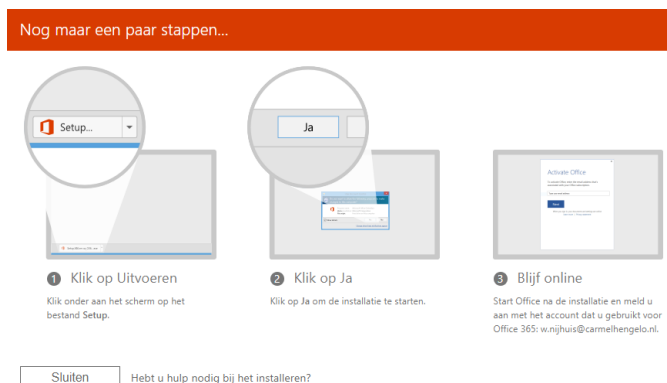 Nog maar een paar stappen...
Setup...
Ja
Activate Office
1 Klik op Uitvoeren
Klik onder aan het scherm op het
bestand Setup.
2 Klik op Ja
Klik op Ja om de installatie te starten.
3 Blijf online
Start Office na de installatie en meld u
aan met het account dat u gebruikt voor
Office 365: w.nijhuis@carmelhengelo.nl.
Sluiten
Hebt u hulp nodig bij het installeren?